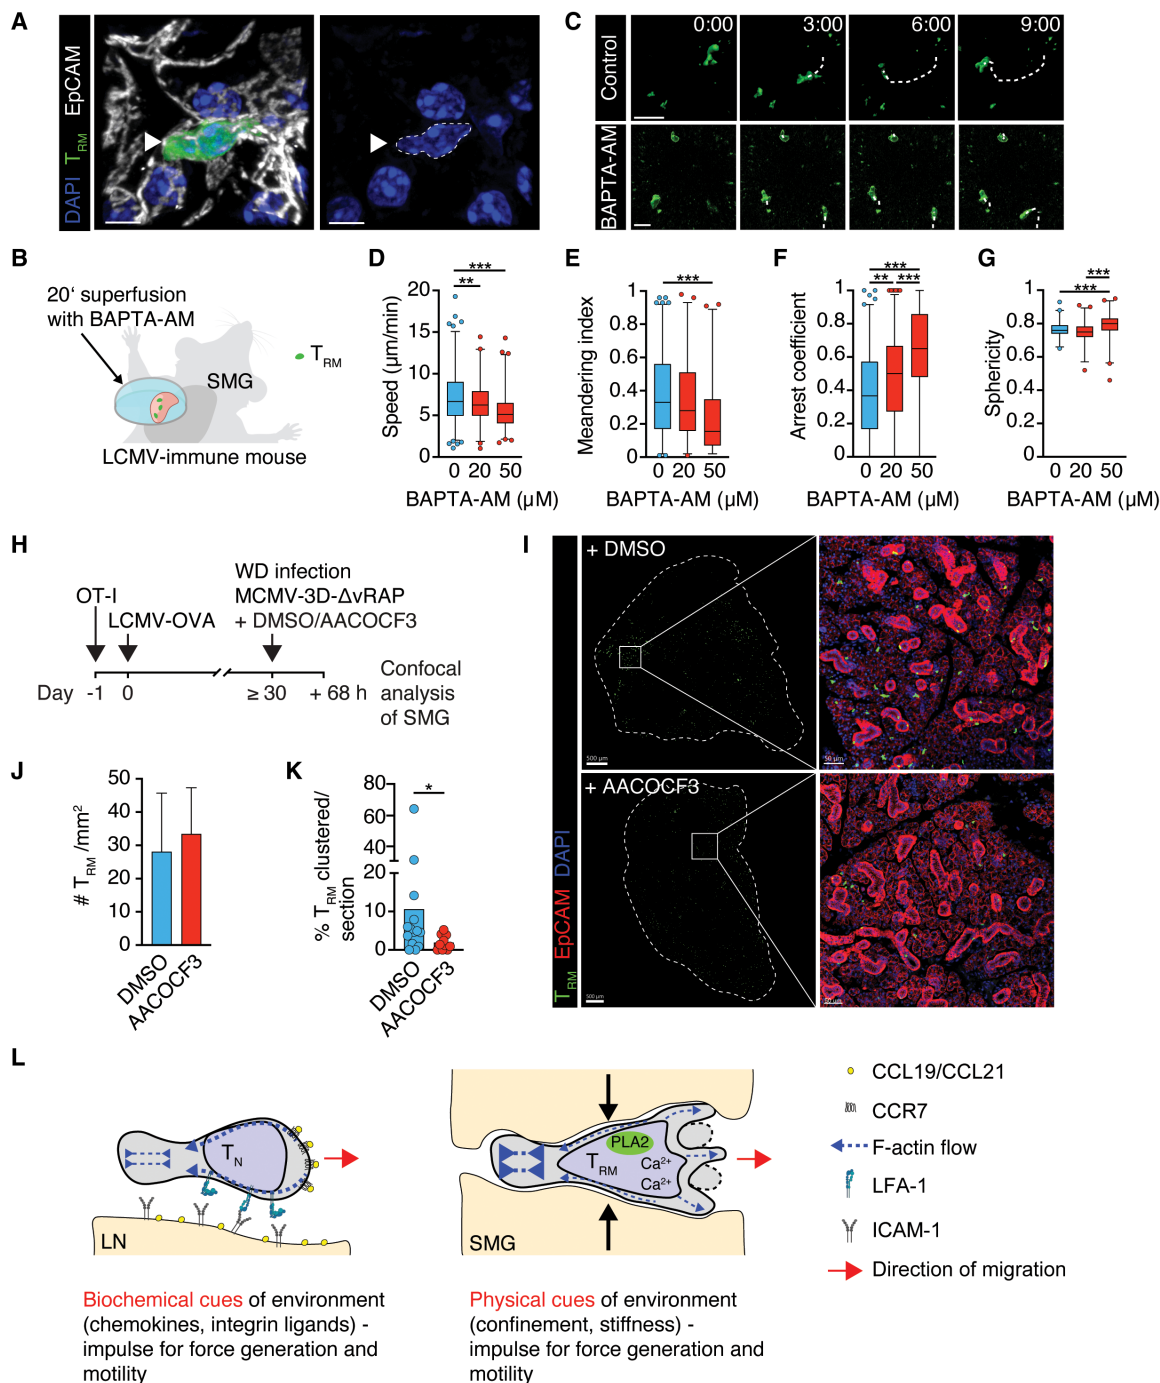 A
DAPI TRM EpCAM
B
20‘ superfusion
with BAPTA-AM
SMG
TRM
LCMV-immune mouse
C
Control
BAPTA-AM
0:00
3:00
6:00
9:00
D
Speed (µm/min)
20
15
10
5
0
***
**
0 20 50
BAPTA-AM (µM)
E
Meandering index
1
0.8
0.6
0.4
0.2
0
***
0 20 50
BAPTA-AM (µM)
F
Arrest coefficient
1
0.8
0.6
0.4
0.2
0
***
** ***
0 20 50
BAPTA-AM (µM)
G
Sphericity
1
0.8
0.6
0.4
0.2
0
***
***
0 20 50
BAPTA-AM (µM)
H
OT-I
LCMV-OVA
WD infection
MCMV-3D-ΔvRAP
+ DMSO/AACOCF3
Day -1 0 ≥ 30 + 68 h
Confocal
analysis
of SMG
I
TRM EpCAM DAPI
+ DMSO
500 µm
50 µm
+ AACOCF3
500 µm
50 µm
J
# TRM /mm2
50
40
30
20
10
0
DMSO
AACOCF3
K
% TRM clustered/
section
80
60
40
20
10
0
*
DMSO
AACOCF3
L
TN
LN
Biochemical cues of environment
(chemokines, integrin ligands) -
impulse for force generation and
motility
PLA2
TRM
Ca2+
Ca2+
SMG
Physical cues of environment
(confinement, stiffness) -
impulse for force generation and
motility
CCL19/CCL21
CCR7
F-actin flow
LFA-1
ICAM-1
Direction of migration